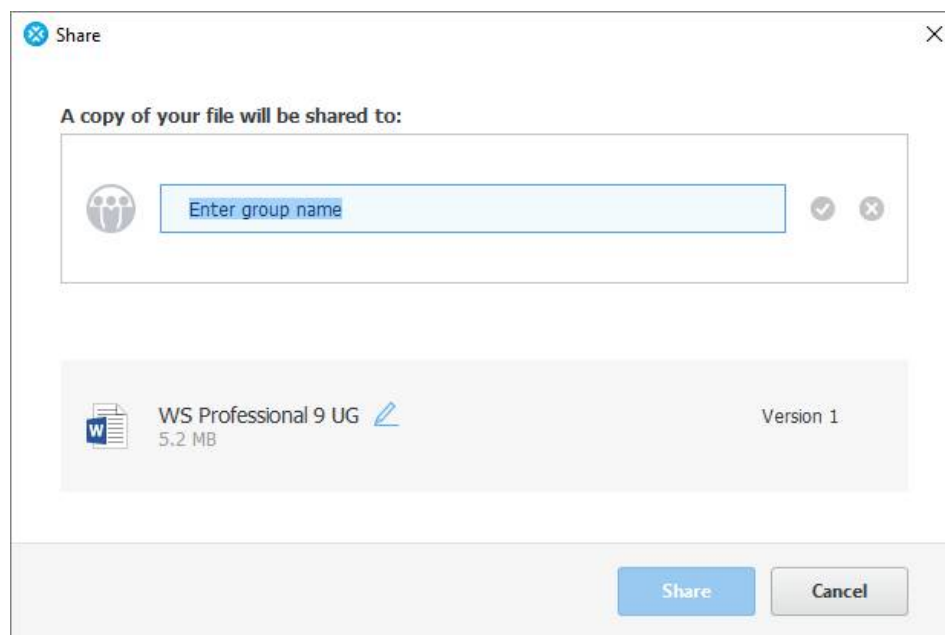 Share
A copy of your file will be shared to:
Enter group name
WS Professional 9 UG
Version 1
5.2 MB
Share
Cancel